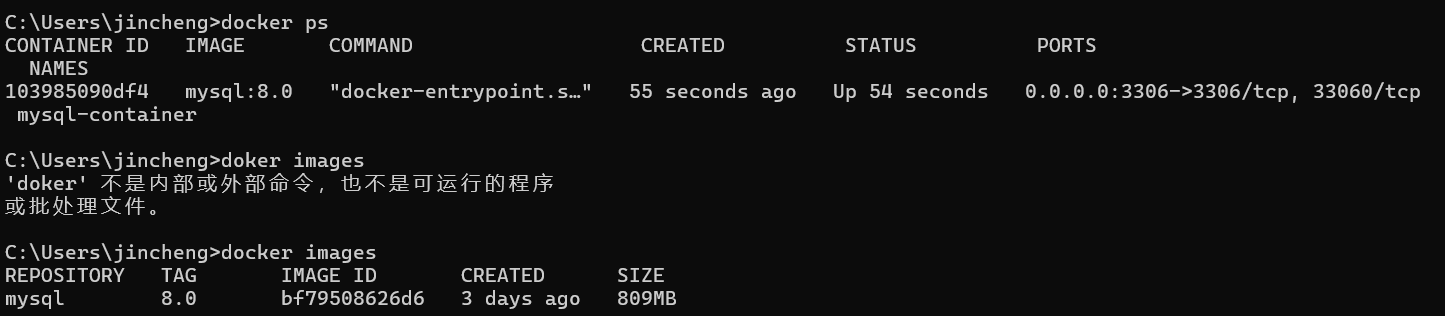 C:\Users\jincheng>docker ps
CONTAINER ID   IMAGE       COMMAND                   CREATED          STATUS          PORTS
  NAMES
103985090df4   mysql:8.0   "docker-entrypoint.s…"   55 seconds ago   Up 54 seconds   0.0.0.0:3306->3306/tcp, 33060/tcp
 mysql-container
C:\Users\jincheng>doker images
'doker' 不是内部或外部命令，也不是可运行的程序
或批处理文件。
C:\Users\jincheng>docker images
REPOSITORY   TAG       IMAGE ID       CREATED      SIZE
mysql        8.0       bf79508626d6   3 days ago   809MB